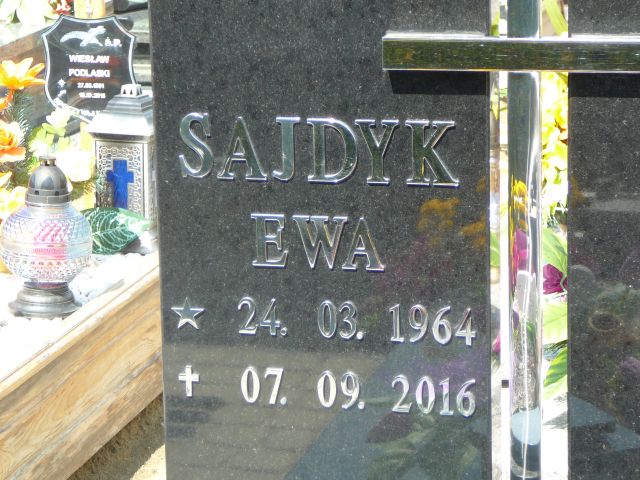 Ś.P.
WIESŁAW
PODLASKI
SAJDYK
EWA
24. 03. 1964
07. 09. 2016